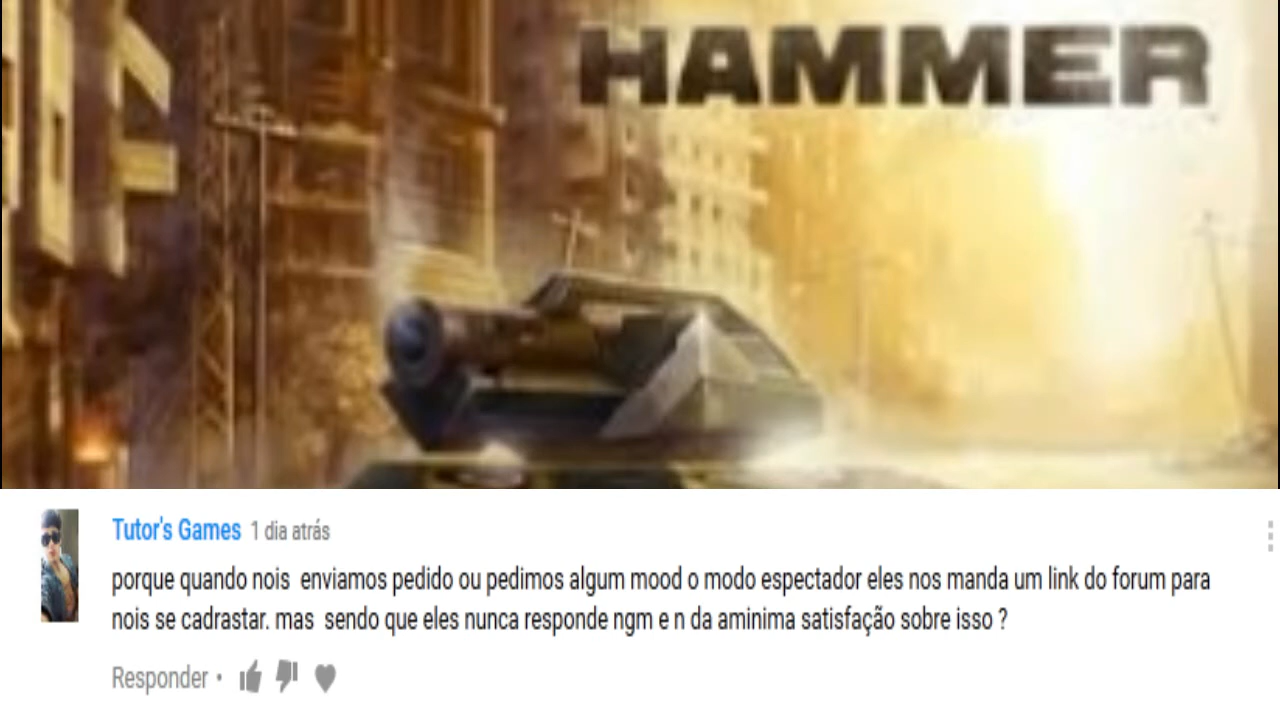 HAMMER
Tutor's Games 1 dia atrás
porque quando nois enviamos pedido ou pedimos algum mood o modo espectador eles nos manda um link do forum para
nois se cadrastar. mas sendo que eles nunca responde ngm e n da aminima satisfação sobre isso ?
Responder •